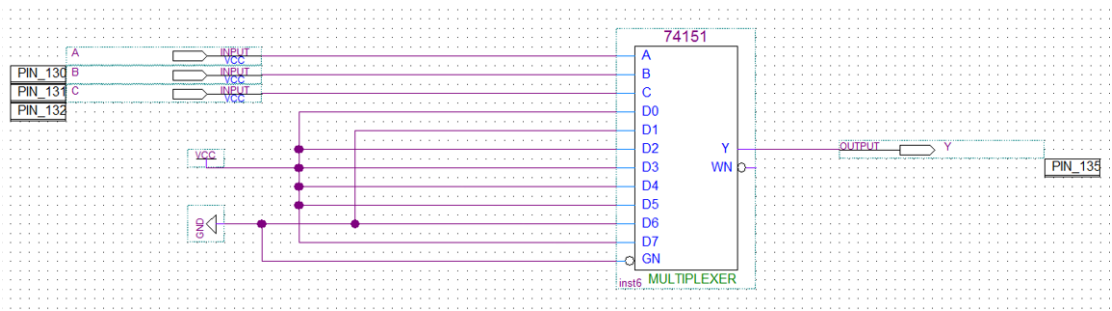 74151
A
INPUT
VCC
A
PIN_130
B
INPUT
VCC
B
PIN_131
C
INPUT
VCC
C
PIN_132
D0
D1
D2
Y
OUTPUT
Y
VCC
D3
WN
PIN_135
D4
D5
GND
D6
D7
GN
inst6
MULTIPLEXER